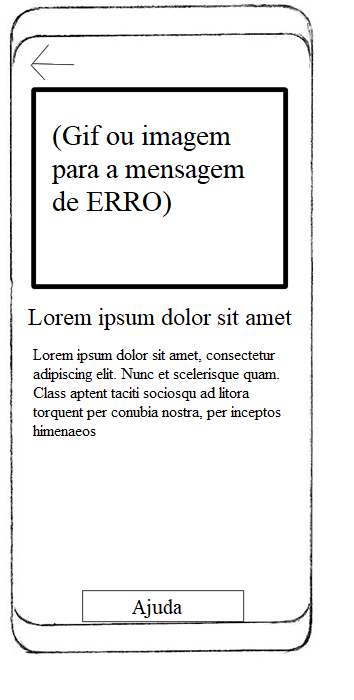 (Gif ou imagem
para a mensagem
de ERRO)
Lorem ipsum dolor sit amet
Lorem ipsum dolor sit amet, consectetur
adipiscing elit. Nunc et scelerisque quam.
Class aptent taciti sociosqu ad litora
torquent per conubia nostra, per inceptos
himenaeos
Ajuda